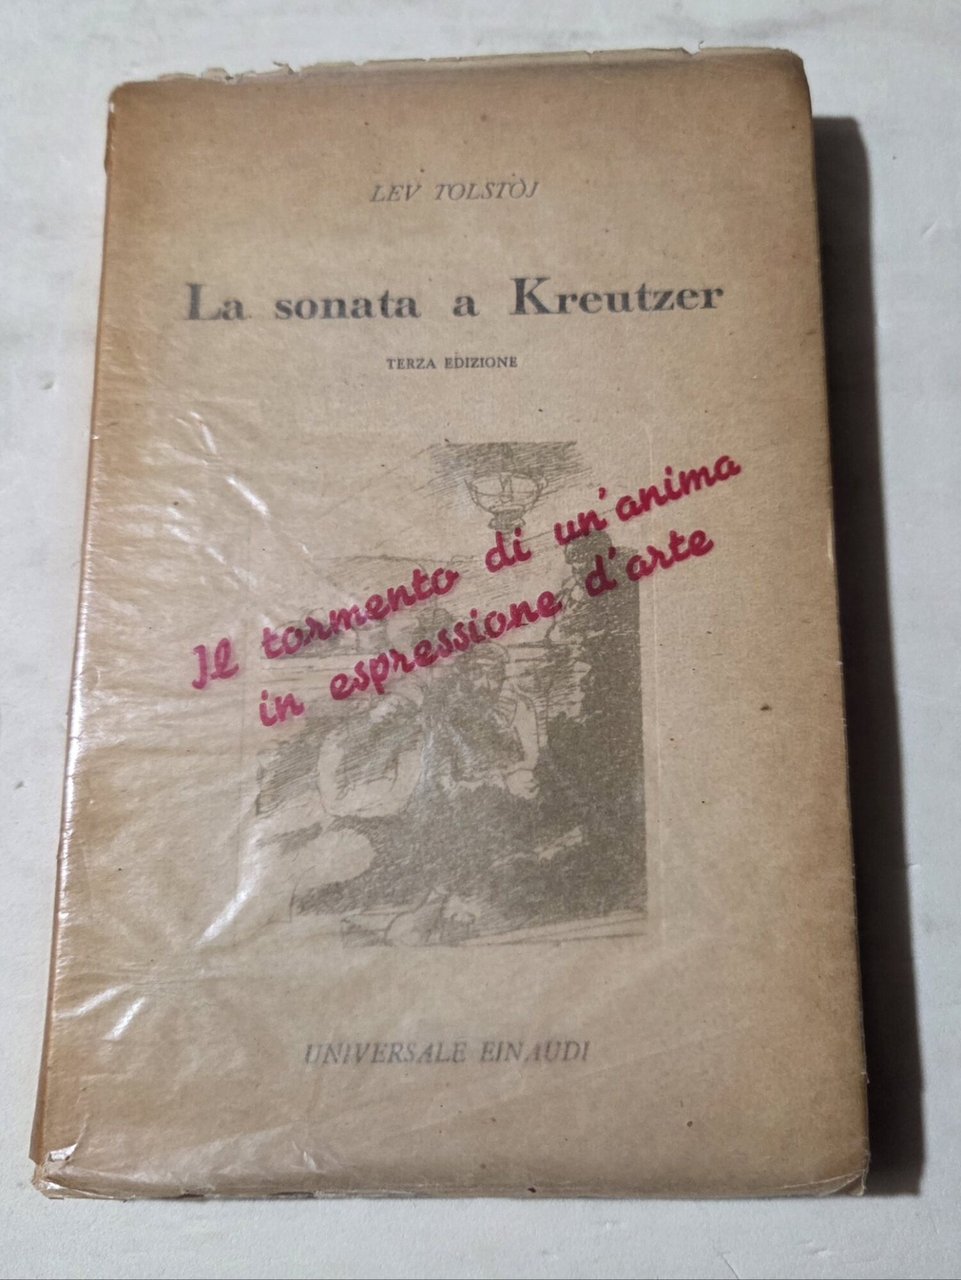 LEV TOLSTÒJ
La sonata a Kreutzer
TERZA EDIZIONE
Il tormento di un'anima
in espressione d'arte
UNIVERSALE EINAUDI